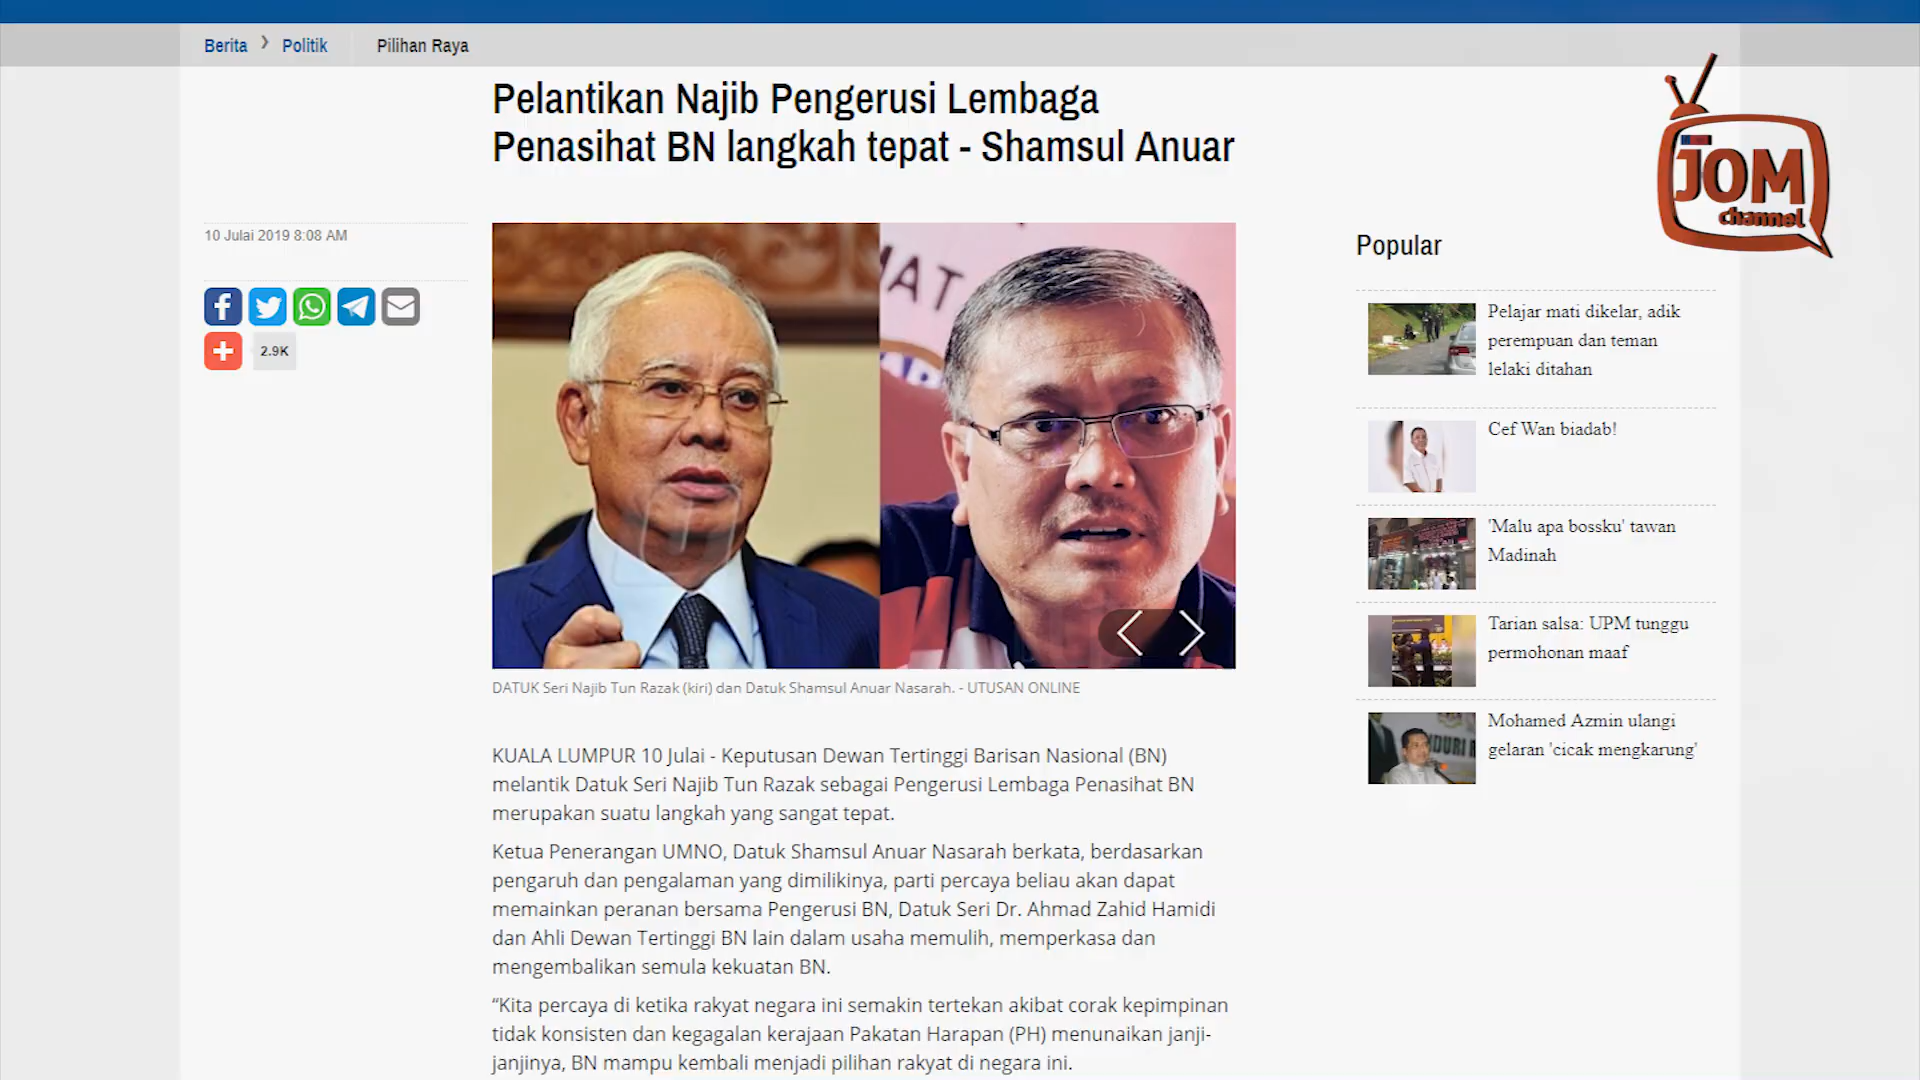 Berita > Politik Pilihan Raya
Pelantikan Najib Pengerusi Lembaga
Penasihat BN langkah tepat - Shamsul Anuar
JOM
channel
10 Julai 2019 8:08 AM
2.9K
DATUK Seri Najib Tun Razak (kiri) dan Datuk Shamsul Anuar Nasarah. - UTUSAN ONLINE
KUALA LUMPUR 10 Julai - Keputusan Dewan Tertinggi Barisan Nasional (BN)
melantik Datuk Seri Najib Tun Razak sebagai Pengerusi Lembaga Penasihat BN
merupakan suatu langkah yang sangat tepat.
Ketua Penerangan UMNO, Datuk Shamsul Anuar Nasarah berkata, berdasarkan
pengaruh dan pengalaman yang dimilikinya, parti percaya beliau akan dapat
memainkan peranan bersama Pengerusi BN, Datuk Seri Dr. Ahmad Zahid Hamidi
dan Ahli Dewan Tertinggi BN lain dalam usaha memulih, memperkasa dan
mengembalikan semula kekuatan BN.
“Kita percaya di ketika rakyat negara ini semakin tertekan akibat corak kepimpinan
tidak konsisten dan kegagalan kerajaan Pakatan Harapan (PH) menunaikan janji-
janjinya, BN mampu kembali menjadi pilihan rakyat di negara ini.
Popular
Pelajar mati dikelar, adik
perempuan dan teman
lelaki ditahan
Cef Wan biadab!
'Malu apa bossku' tawan
Madinah
Tarian salsa: UPM tunggu
permohonan maaf
Mohamed Azmin ulangi
gelaran 'cicak mengkarung'